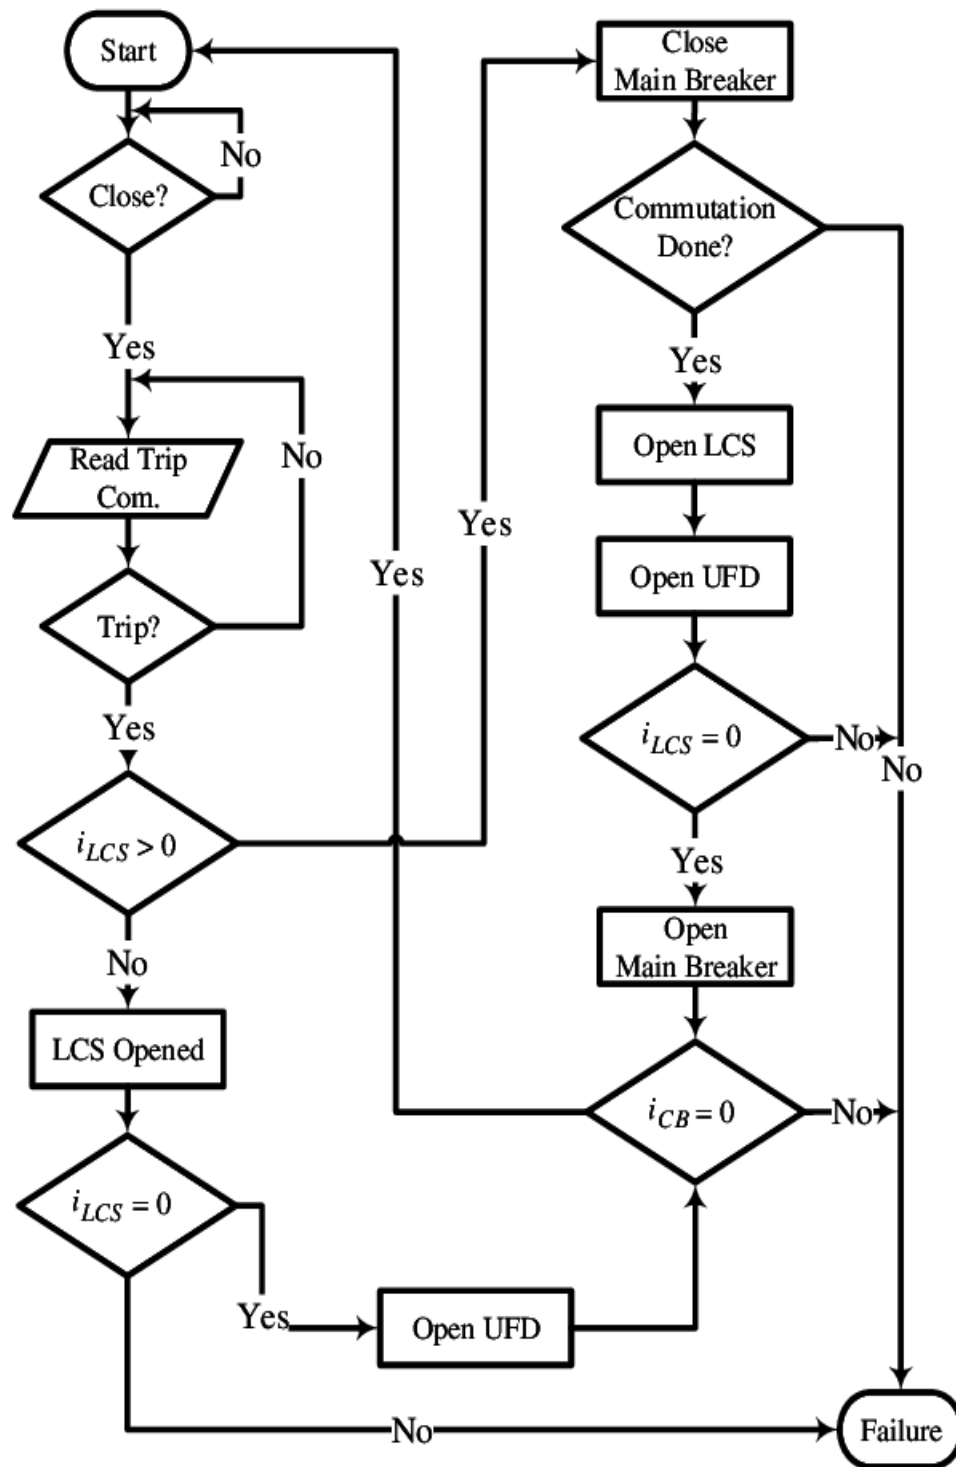 Start
No
Close?
Yes
Read Trip
Com.
No
Trip?
Yes
i_LCS > 0
Yes
No
LCS Opened
i_LCS = 0
Yes
Open UFD
No
Yes
Close
Main Breaker
Commutation
Done?
Yes
Open LCS
Open UFD
i_LCS = 0
No
No
Yes
Open
Main Breaker
i_CB = 0
No
Failure